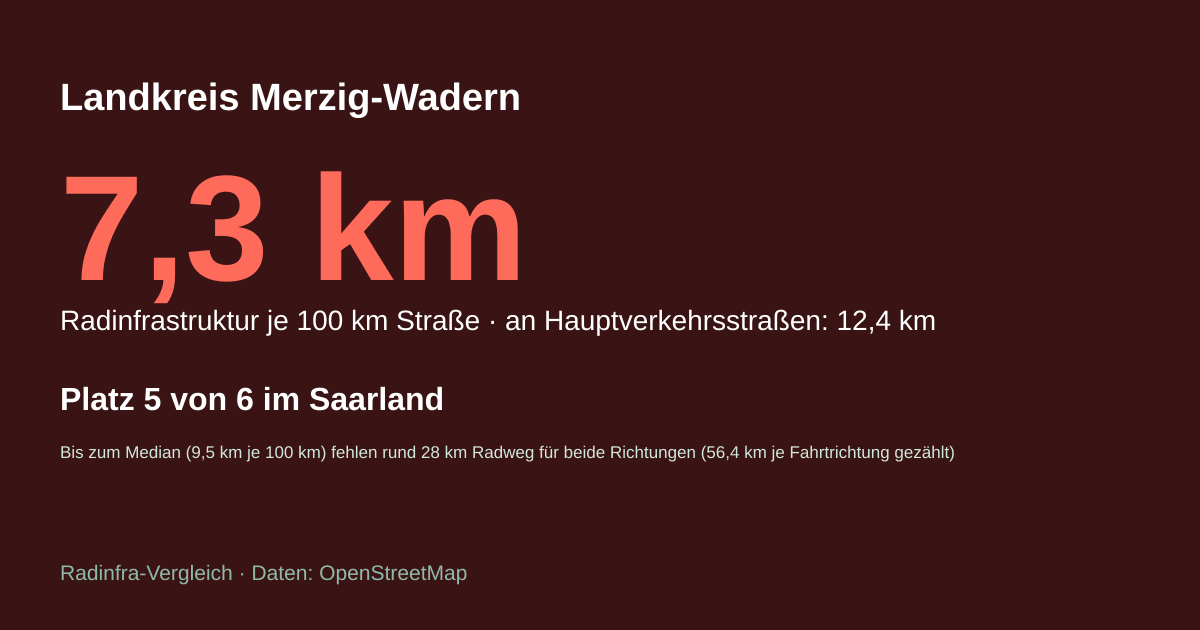 Landkreis Merzig-Wadern
7,3 km
Radinfrastruktur je 100 km Straße · an Hauptverkehrsstraßen: 12,4 km
Platz 5 von 6 im Saarland
Bis zum Median (9,5 km je 100 km) fehlen rund 28 km Radweg für beide Richtungen (56,4 km je Fahrtrichtung gezählt)
Radinfra-Vergleich · Daten: OpenStreetMap